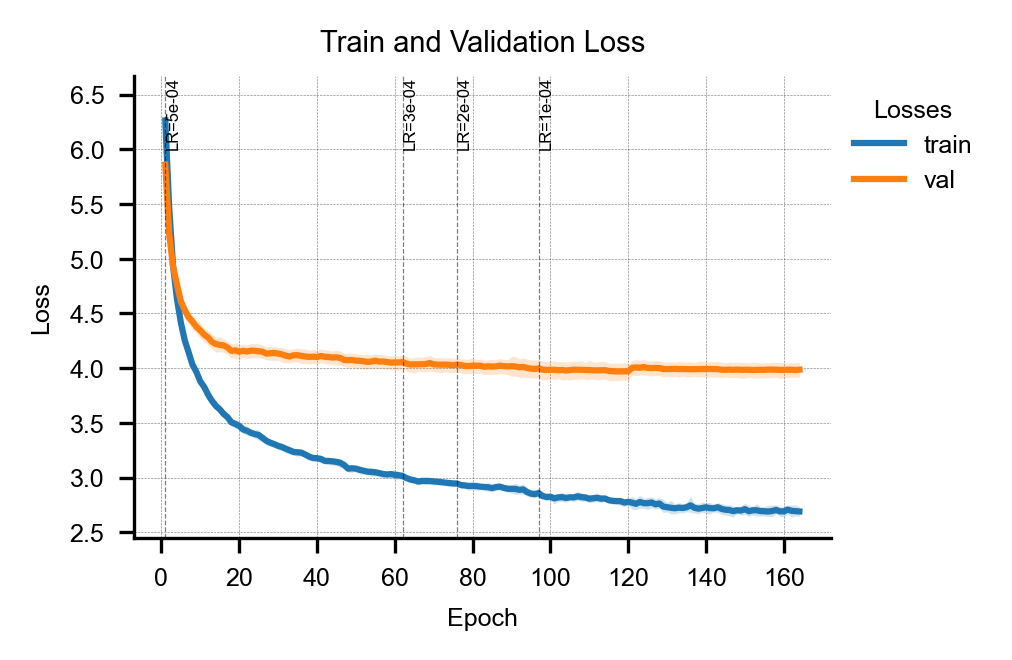 Train and Validation Loss
LR=5e-04
LR=3e-04
LR=2e-04
LR=1e-04
Losses
train
val
6.5
6.0
5.5
5.0
4.5
4.0
3.5
3.0
2.5
Loss
0 20 40 60 80 100 120 140 160
Epoch